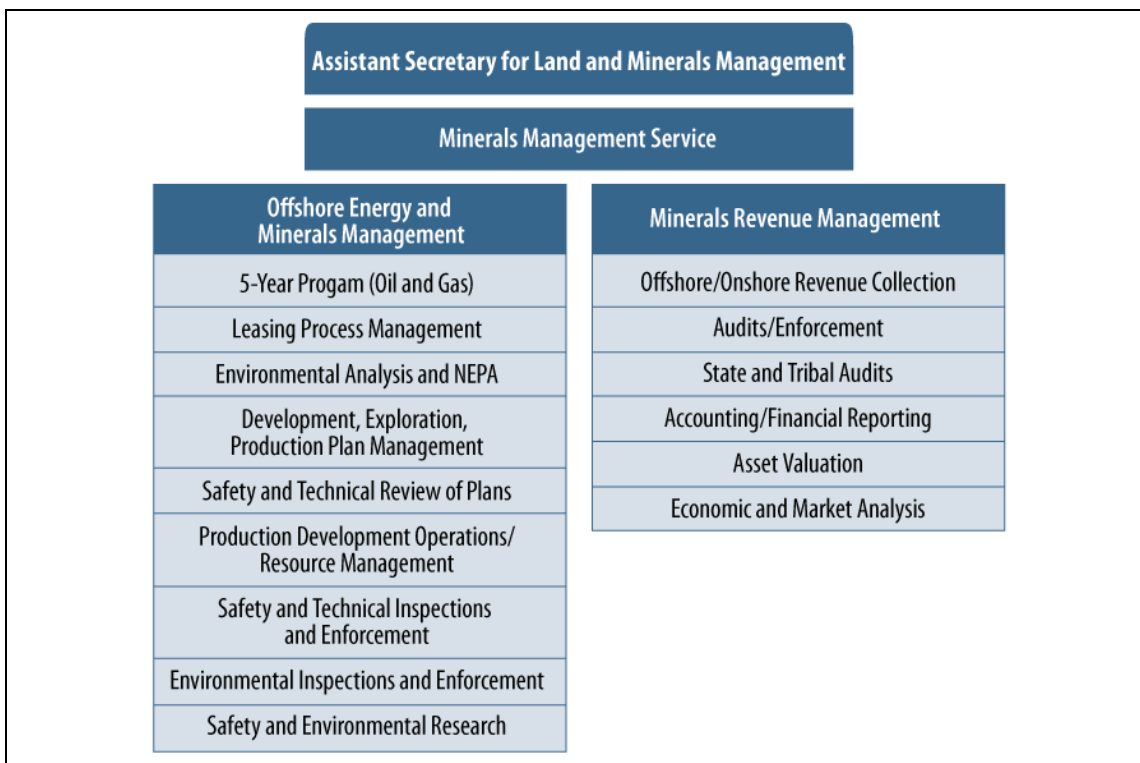 Assistant Secretary for Land and Minerals Management
Minerals Management Service
Offshore Energy and
Minerals Management
5-Year Progam (Oil and Gas)
Leasing Process Management
Environmental Analysis and NEPA
Development, Exploration,
Production Plan Management
Safety and Technical Review of Plans
Production Development Operations/
Resource Management
Safety and Technical Inspections
and Enforcement
Environmental Inspections and Enforcement
Safety and Environmental Research
Minerals Revenue Management
Offshore/Onshore Revenue Collection
Audits/Enforcement
State and Tribal Audits
Accounting/Financial Reporting
Asset Valuation
Economic and Market Analysis